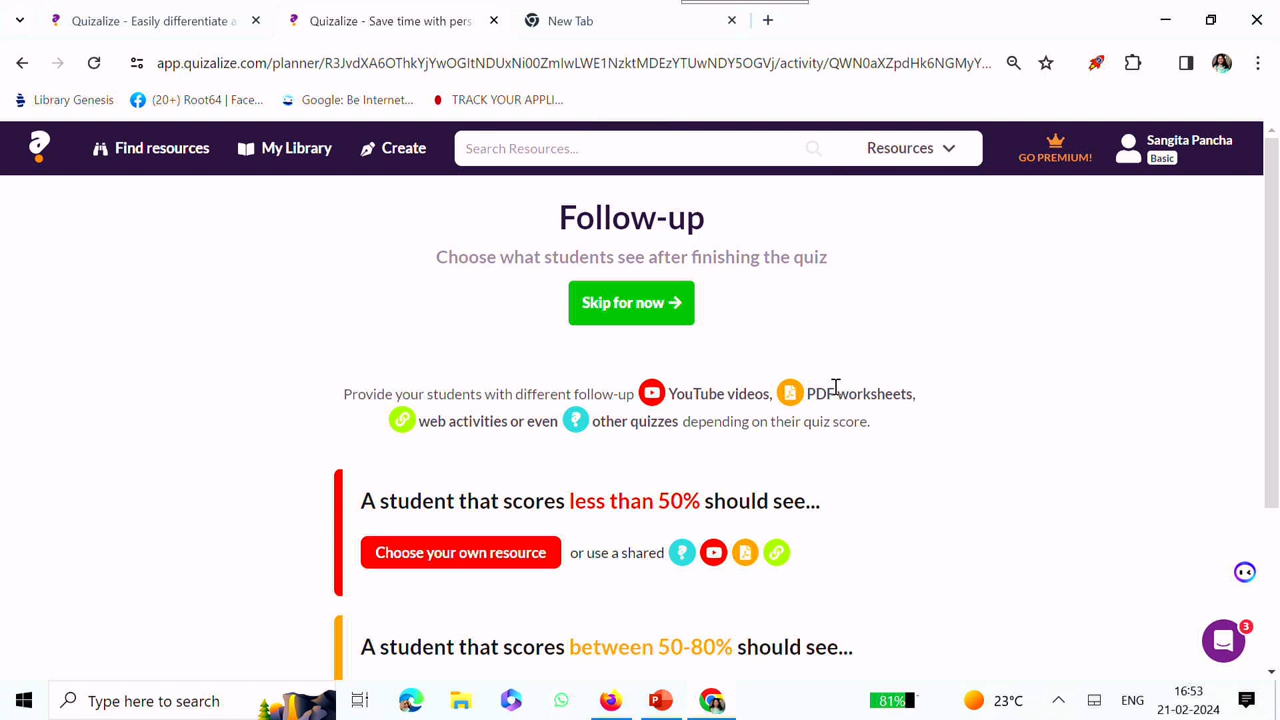 Quizalize - Easily differentiate a
Quizalize - Save time with pers
New Tab
app.quizalize.com/planner/R3JvdXA6OThkYjYwOGItNDUxNi00ZmIwLWE1NzktMDEzYTUwNDY5OGVj/activity/QWN0aXZpdHk6NGMyY...
Library Genesis
(20+) Root64 | Face...
Google: Be Internet...
TRACK YOUR APPLI...
Find resources
My Library
Create
Search Resources...
Resources
GO PREMIUM!
Sangita Pancha
Basic
Follow-up
Choose what students see after finishing the quiz
Skip for now
Provide your students with different follow-up YouTube videos, PDF worksheets,
web activities or even other quizzes depending on their quiz score.
A student that scores less than 50% should see...
Choose your own resource or use a shared
A student that scores between 50-80% should see...
3
Type here to search
81%
23°C
ENG
16:53
21-02-2024